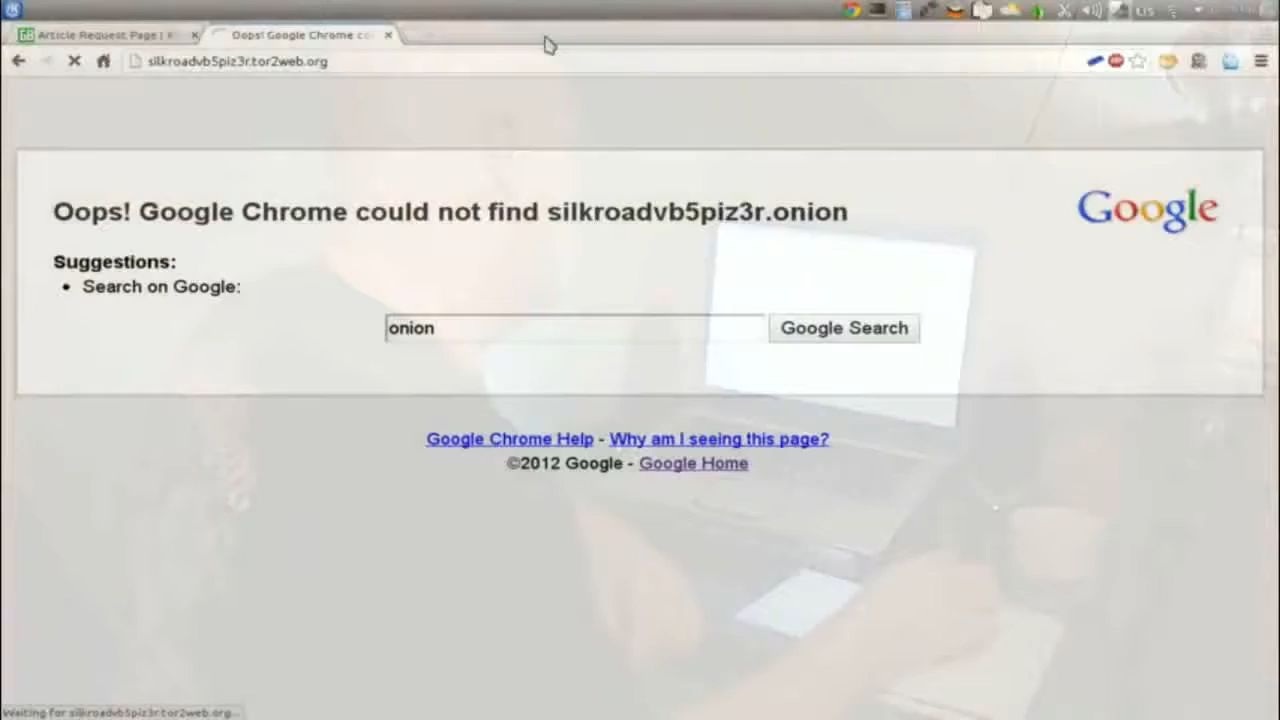 Article Request Page |
Oops! Google Chrome co
silkroadvb5piz3r.tor2web.org
Oops! Google Chrome could not find silkroadvb5piz3r.onion
Google
Suggestions:
• Search on Google:
onion
Google Search
Google Chrome Help - Why am I seeing this page?
©2012 Google - Google Home
Waiting for silkroadvb5piz3r.tor2web.org...